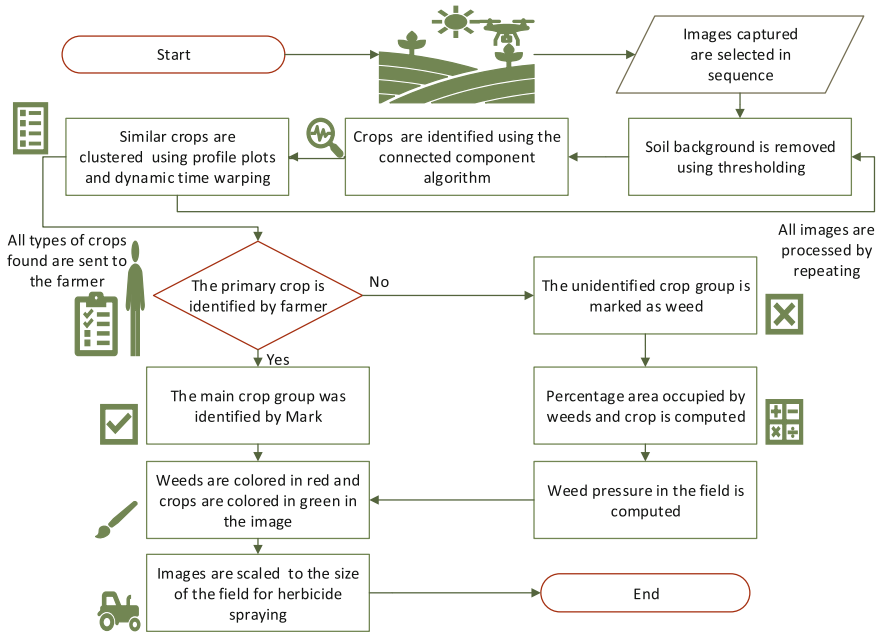 Start
Images captured
are selected in
sequence
Soil background is removed
using thresholding
Crops are identified using the
connected component
algorithm
Similar crops are
clustered using profile plots
and dynamic time warping
All images are
processed by
repeating
All types of crops
found are sent to
the farmer
The primary crop is
identified by farmer
No
Yes
The unidentified crop group is
marked as weed
The main crop group was
identified by Mark
Percentage area occupied by
weeds and crop is computed
Weed pressure in the field is
computed
Weeds are colored in red and
crops are colored in green in
the image
Images are scaled to the size
of the field for herbicide
spraying
End